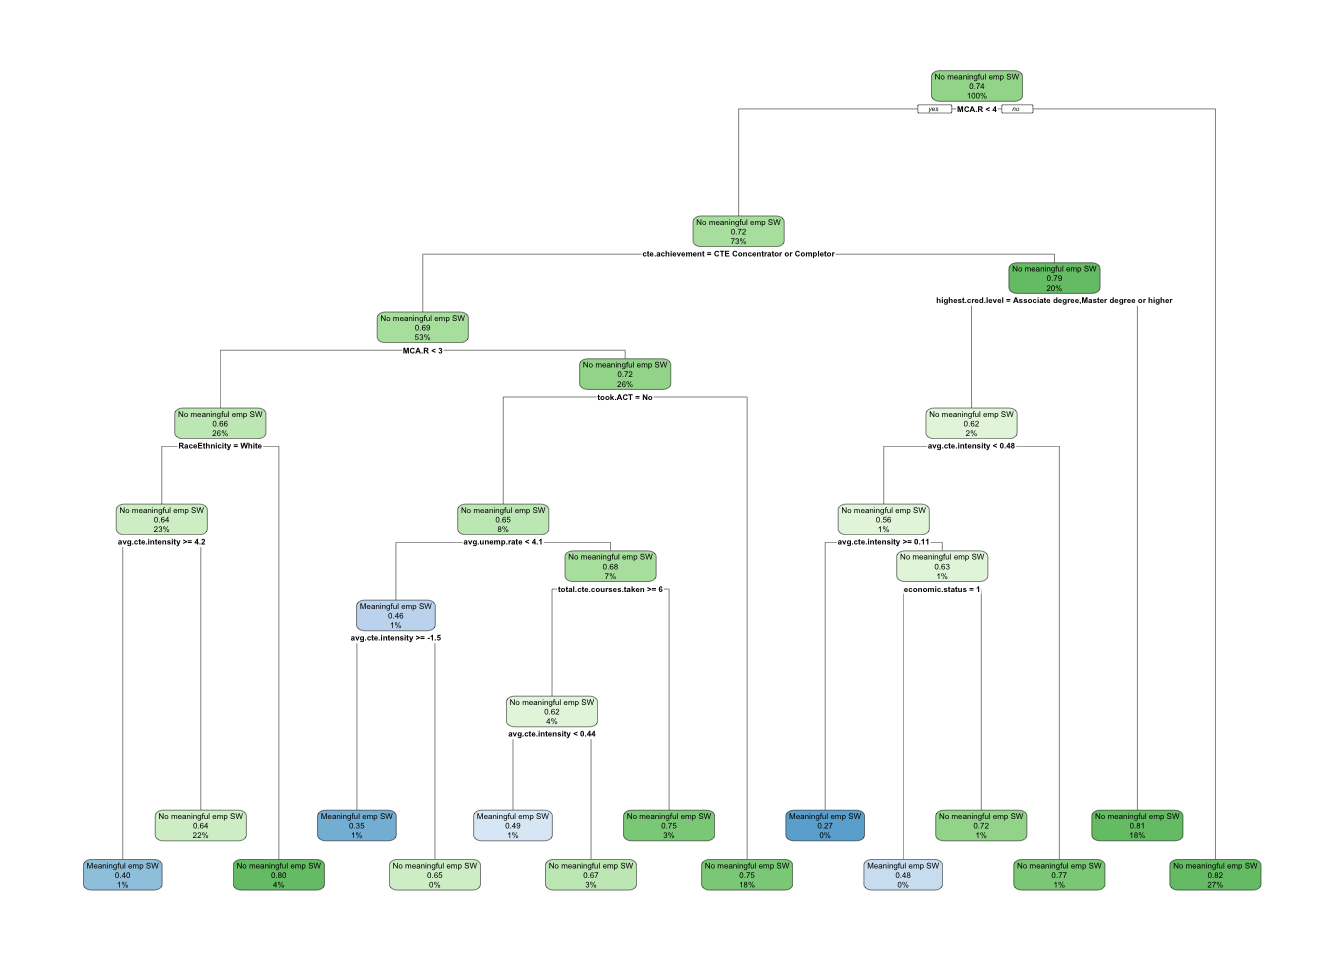 No meaningful emp SW
0.74
100%
yes MCA.R < 4 no
No meaningful emp SW
0.72
73%
cte.achievement = CTE Concentrator or Completor
No meaningful emp SW
0.79
20%
highest.cred.level = Associate degree,Master degree or higher
No meaningful emp SW
0.69
53%
MCA.R < 3
No meaningful emp SW
0.72
26%
took.ACT = No
No meaningful emp SW
0.66
26%
RaceEthnicity = White
No meaningful emp SW
0.62
2%
avg.cte.intensity < 0.48
No meaningful emp SW
0.64
23%
avg.cte.intensity >= 4.2
No meaningful emp SW
0.65
8%
avg.unemp.rate < 4.1
No meaningful emp SW
0.56
1%
avg.cte.intensity >= 0.11
No meaningful emp SW
0.68
7%
total.cte.courses.taken >= 6
No meaningful emp SW
0.63
1%
economic.status = 1
Meaningful emp SW
0.46
1%
avg.cte.intensity >= -1.5
No meaningful emp SW
0.62
4%
avg.cte.intensity < 0.44
No meaningful emp SW
0.64
22%
Meaningful emp SW
0.35
1%
Meaningful emp SW
0.49
1%
No meaningful emp SW
0.75
3%
Meaningful emp SW
0.27
0%
No meaningful emp SW
0.72
1%
No meaningful emp SW
0.81
18%
Meaningful emp SW
0.40
1%
No meaningful emp SW
0.80
4%
No meaningful emp SW
0.65
0%
No meaningful emp SW
0.67
3%
No meaningful emp SW
0.75
18%
Meaningful emp SW
0.48
0%
No meaningful emp SW
0.77
1%
No meaningful emp SW
0.82
27%